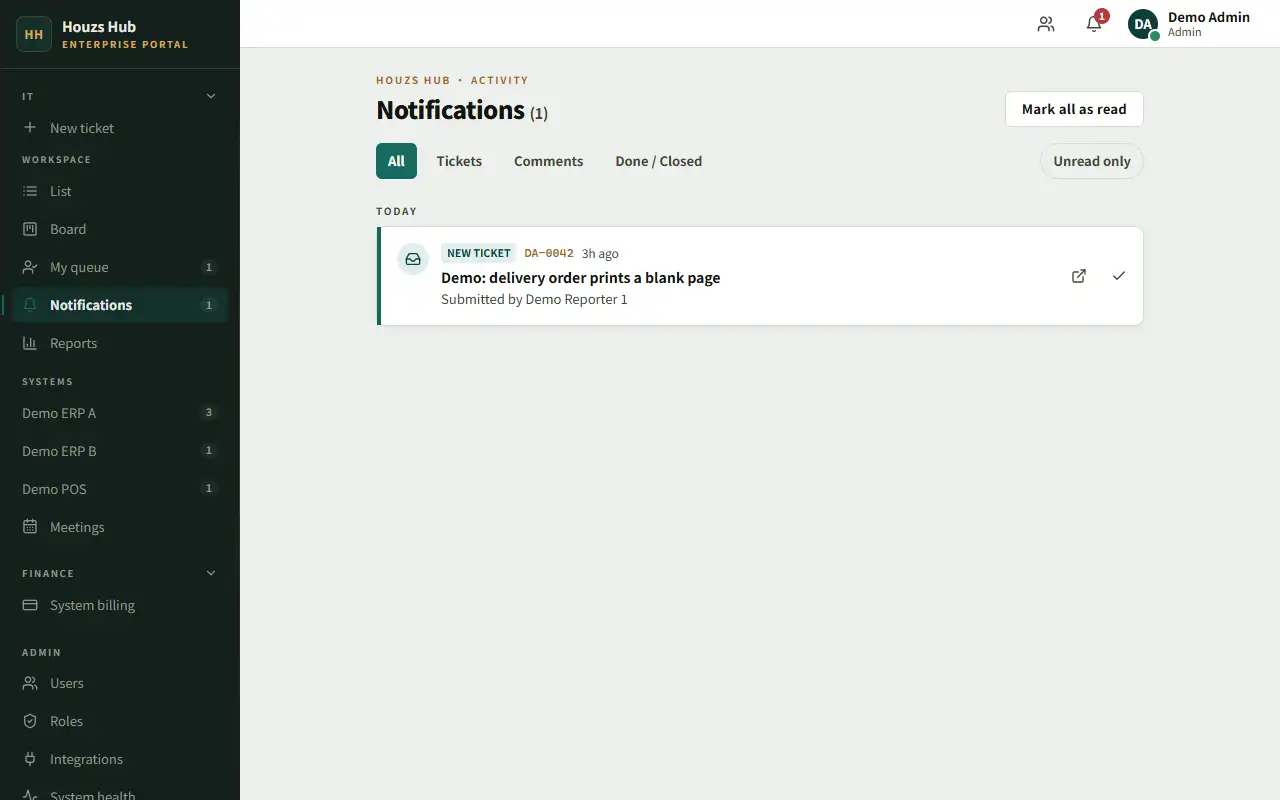 HH
Houzs Hub
ENTERPRISE PORTAL
1
DA
Demo Admin
Admin
IT
New ticket
WORKSPACE
List
Board
My queue 1
Notifications 1
Reports
SYSTEMS
Demo ERP A 3
Demo ERP B 1
Demo POS 1
Meetings
FINANCE
System billing
ADMIN
Users
Roles
Integrations
System health
HOUZS HUB · ACTIVITY
Notifications (1)
Mark all as read
All Tickets Comments Done / Closed Unread only
TODAY
NEW TICKET DA-0042 3h ago
Demo: delivery order prints a blank page
Submitted by Demo Reporter 1